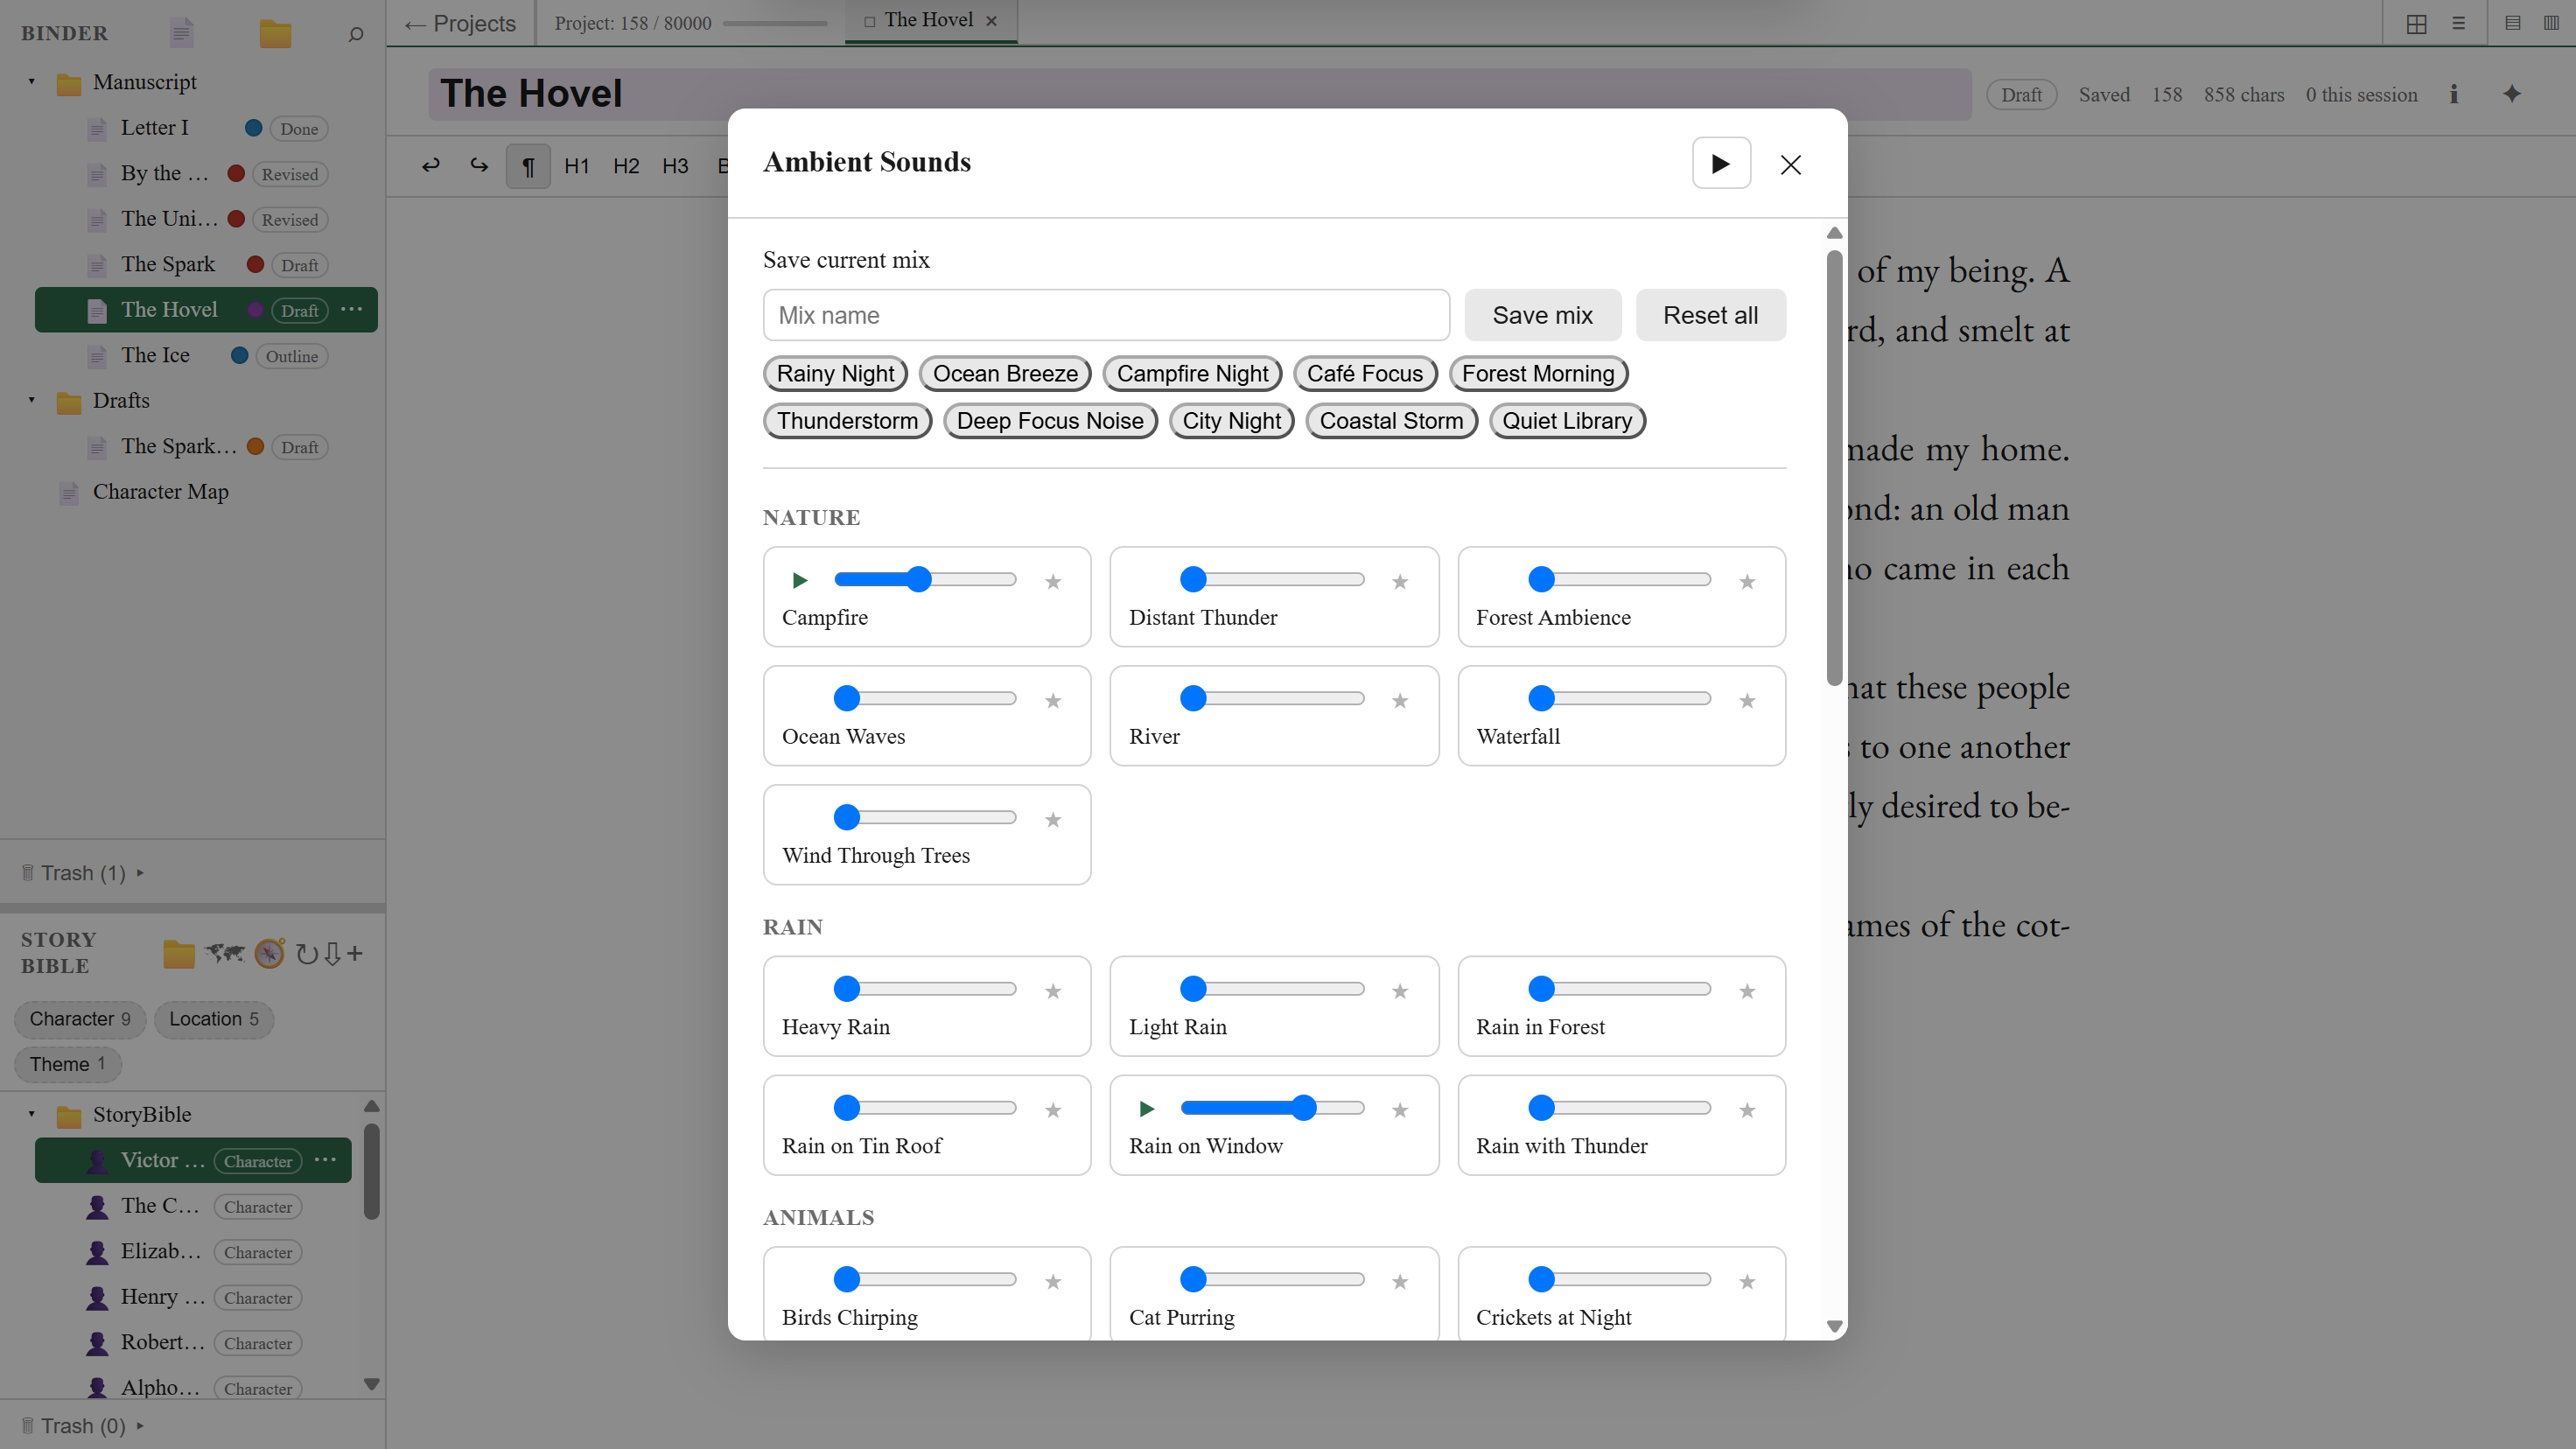 BINDER
Manuscript
Letter I Done
By the ... Revised
The Uni... Revised
The Spark Draft
The Hovel Draft ...
The Ice Outline
Drafts
The Spark... Draft
Character Map
Trash (1)
STORY BIBLE
Character 9 Location 5
Theme 1
StoryBible
Victor ... Character ...
The C... Character
Elizab... Character
Henry ... Character
Robert... Character
Alpho... Character
Trash (0)
← Projects Project: 158 / 80000 The Hovel ×
The Hovel Draft Saved 158 858 chars 0 this session
¶ H1 H2 H3 B
Ambient Sounds
Save current mix
Mix name Save mix Reset all
Rainy Night Ocean Breeze Campfire Night Café Focus Forest Morning
Thunderstorm Deep Focus Noise City Night Coastal Storm Quiet Library
NATURE
Campfire Distant Thunder Forest Ambience
Ocean Waves River Waterfall
Wind Through Trees
RAIN
Heavy Rain Light Rain Rain in Forest
Rain on Tin Roof Rain on Window Rain with Thunder
ANIMALS
Birds Chirping Cat Purring Crickets at Night
of my being. A
and smelt at
made my home.
an old man
came in each
these people
to one another
desired to be-
of the cot-